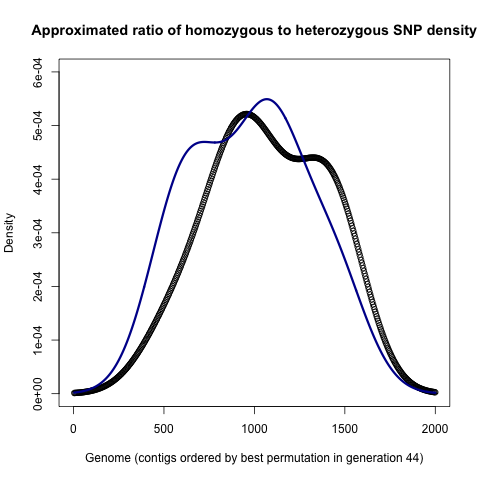 Approximated ratio of homozygous to heterozygous SNP density
6e-04
5e-04
4e-04
3e-04
2e-04
1e-04
0e+00
Density
0 500 1000 1500 2000
Genome (contigs ordered by best permutation in generation 44)